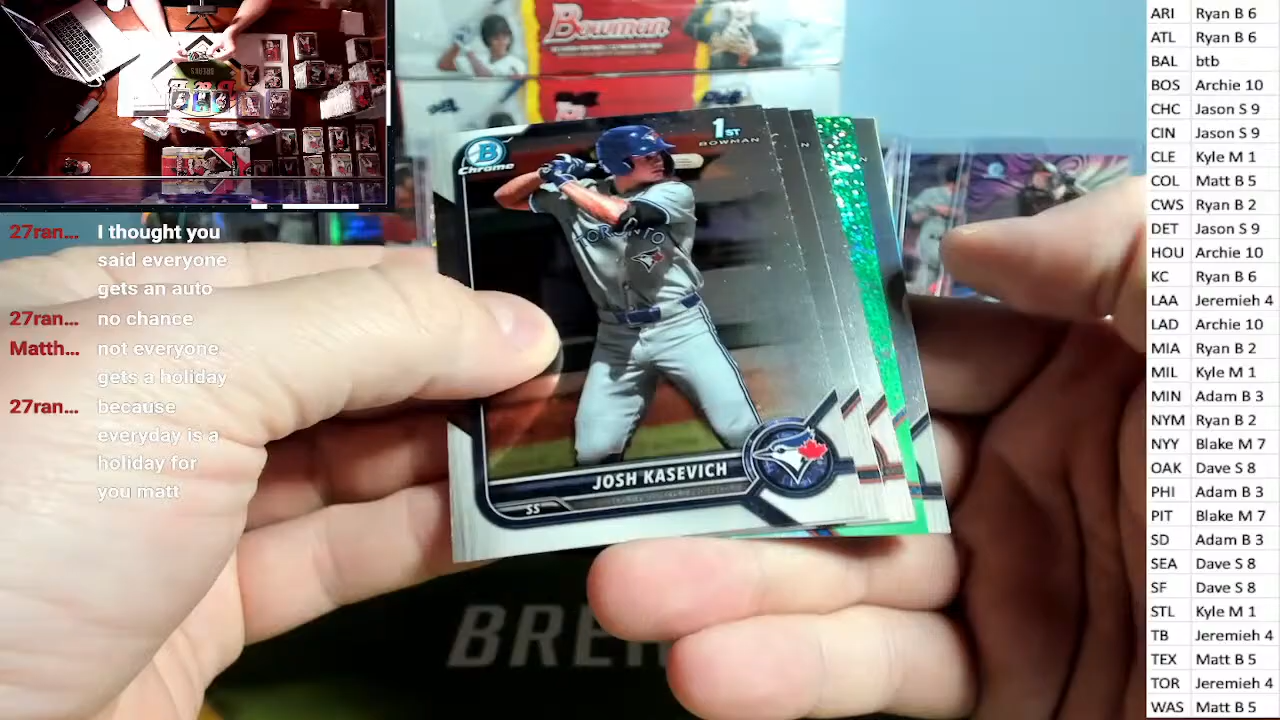 Bowman
1ST
BOWMAN
B
Chrome
TORONTO
JOSH KASEVICH
SS
BRE
27ran... I thought you
said everyone
gets an auto
27ran... no chance
Matth... not everyone
gets a holiday
27ran... because
everyday is a
holiday for
you matt
ARI Ryan B 6
ATL Ryan B 6
BAL btb
BOS Archie 10
CHC Jason S 9
CIN Jason S 9
CLE Kyle M 1
COL Matt B 5
CWS Ryan B 2
DET Jason S 9
HOU Archie 10
KC Ryan B 6
LAA Jeremieh 4
LAD Archie 10
MIA Ryan B 2
MIL Kyle M 1
MIN Adam B 3
NYM Ryan B 2
NYY Blake M 7
OAK Dave S 8
PHI Adam B 3
PIT Blake M 7
SD Adam B 3
SEA Dave S 8
SF Dave S 8
STL Kyle M 1
TB Jeremieh 4
TEX Matt B 5
TOR Jeremieh 4
WAS Matt B 5